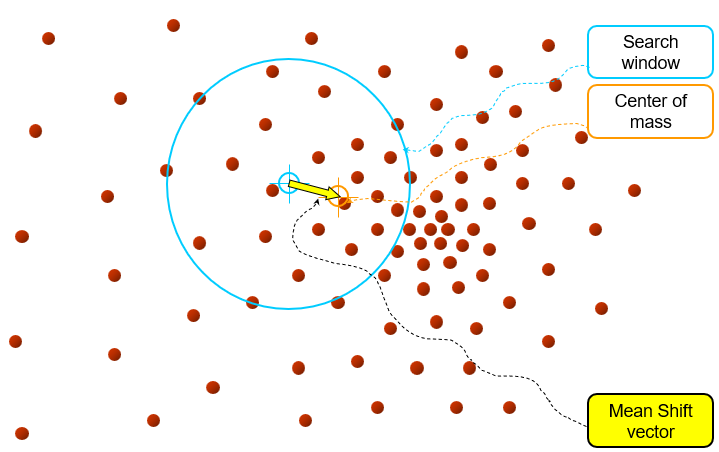 Search
window
Center of
mass
Mean Shift
vector